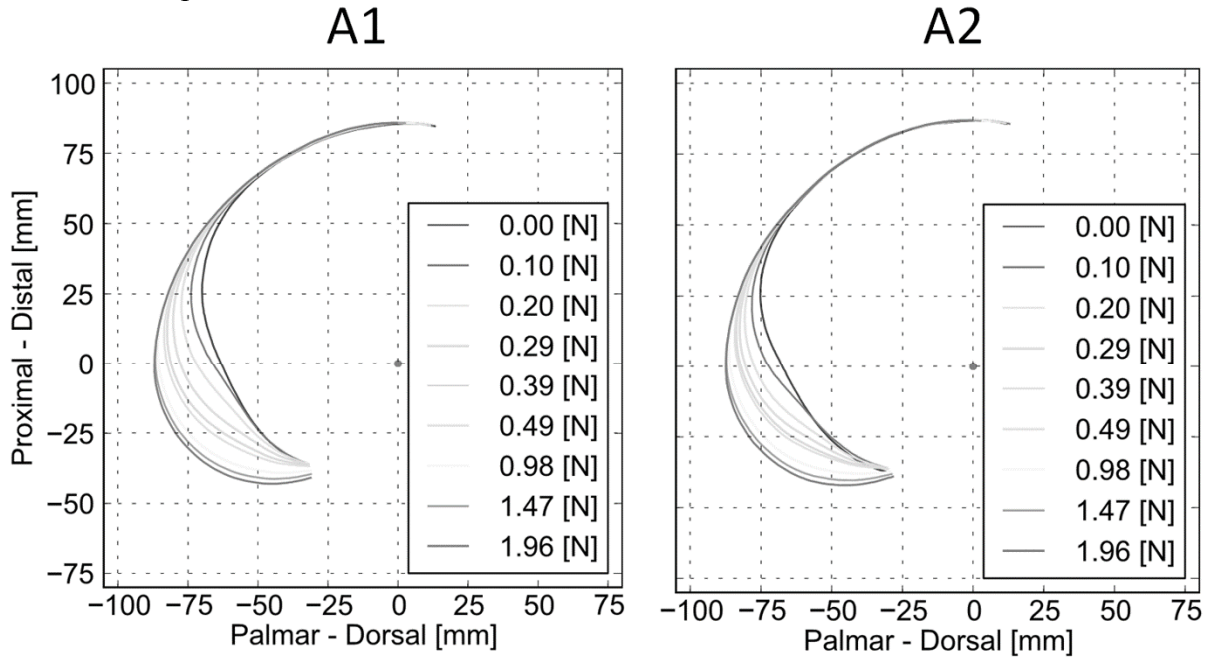 A1
A2
100
75
50
25
0
−25
−50
−75
Proximal - Distal [mm]
0.00 [N]
0.10 [N]
0.20 [N]
0.29 [N]
0.39 [N]
0.49 [N]
0.98 [N]
1.47 [N]
1.96 [N]
−100 −75 −50 −25 0 25 50 75
Palmar - Dorsal [mm]
0.00 [N]
0.10 [N]
0.20 [N]
0.29 [N]
0.39 [N]
0.49 [N]
0.98 [N]
1.47 [N]
1.96 [N]
−100 −75 −50 −25 0 25 50 75
Palmar - Dorsal [mm]